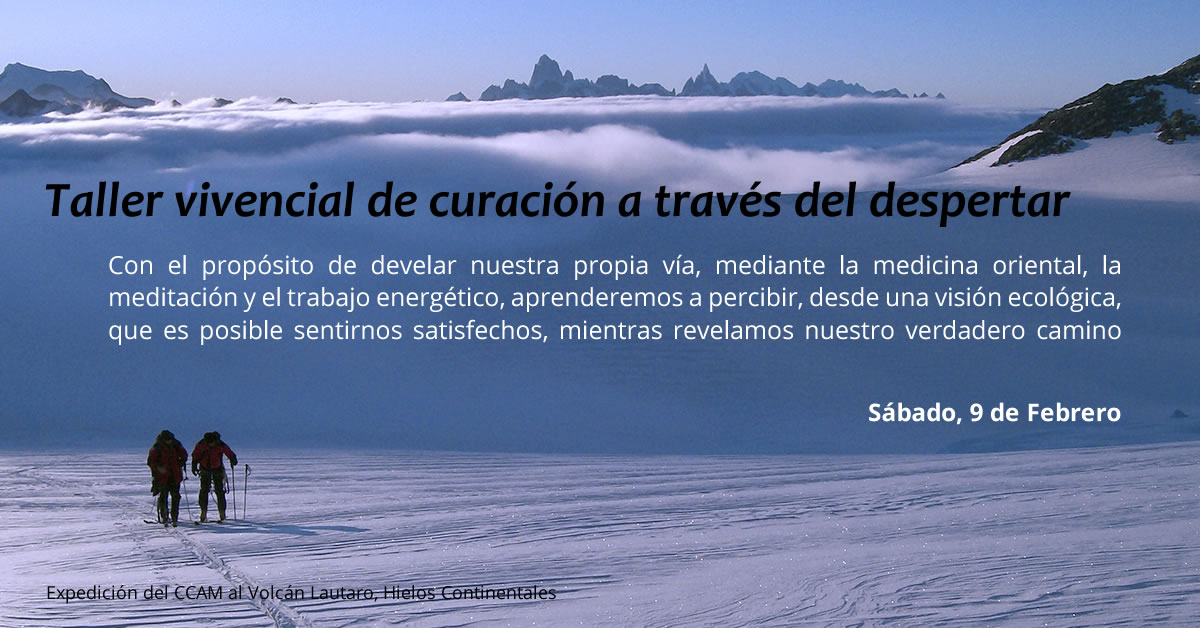 Taller vivencial de curación a través del despertar
Con el propósito de develar nuestra propia vía, mediante la medicina oriental, la
meditación y el trabajo energético, aprenderemos a percibir, desde una visión ecológica,
que es posible sentirnos satisfechos, mientras revelamos nuestro verdadero camino
Sábado, 9 de Febrero
Expedición del CCAM al Volcán Lautaro, Hielos Continentales